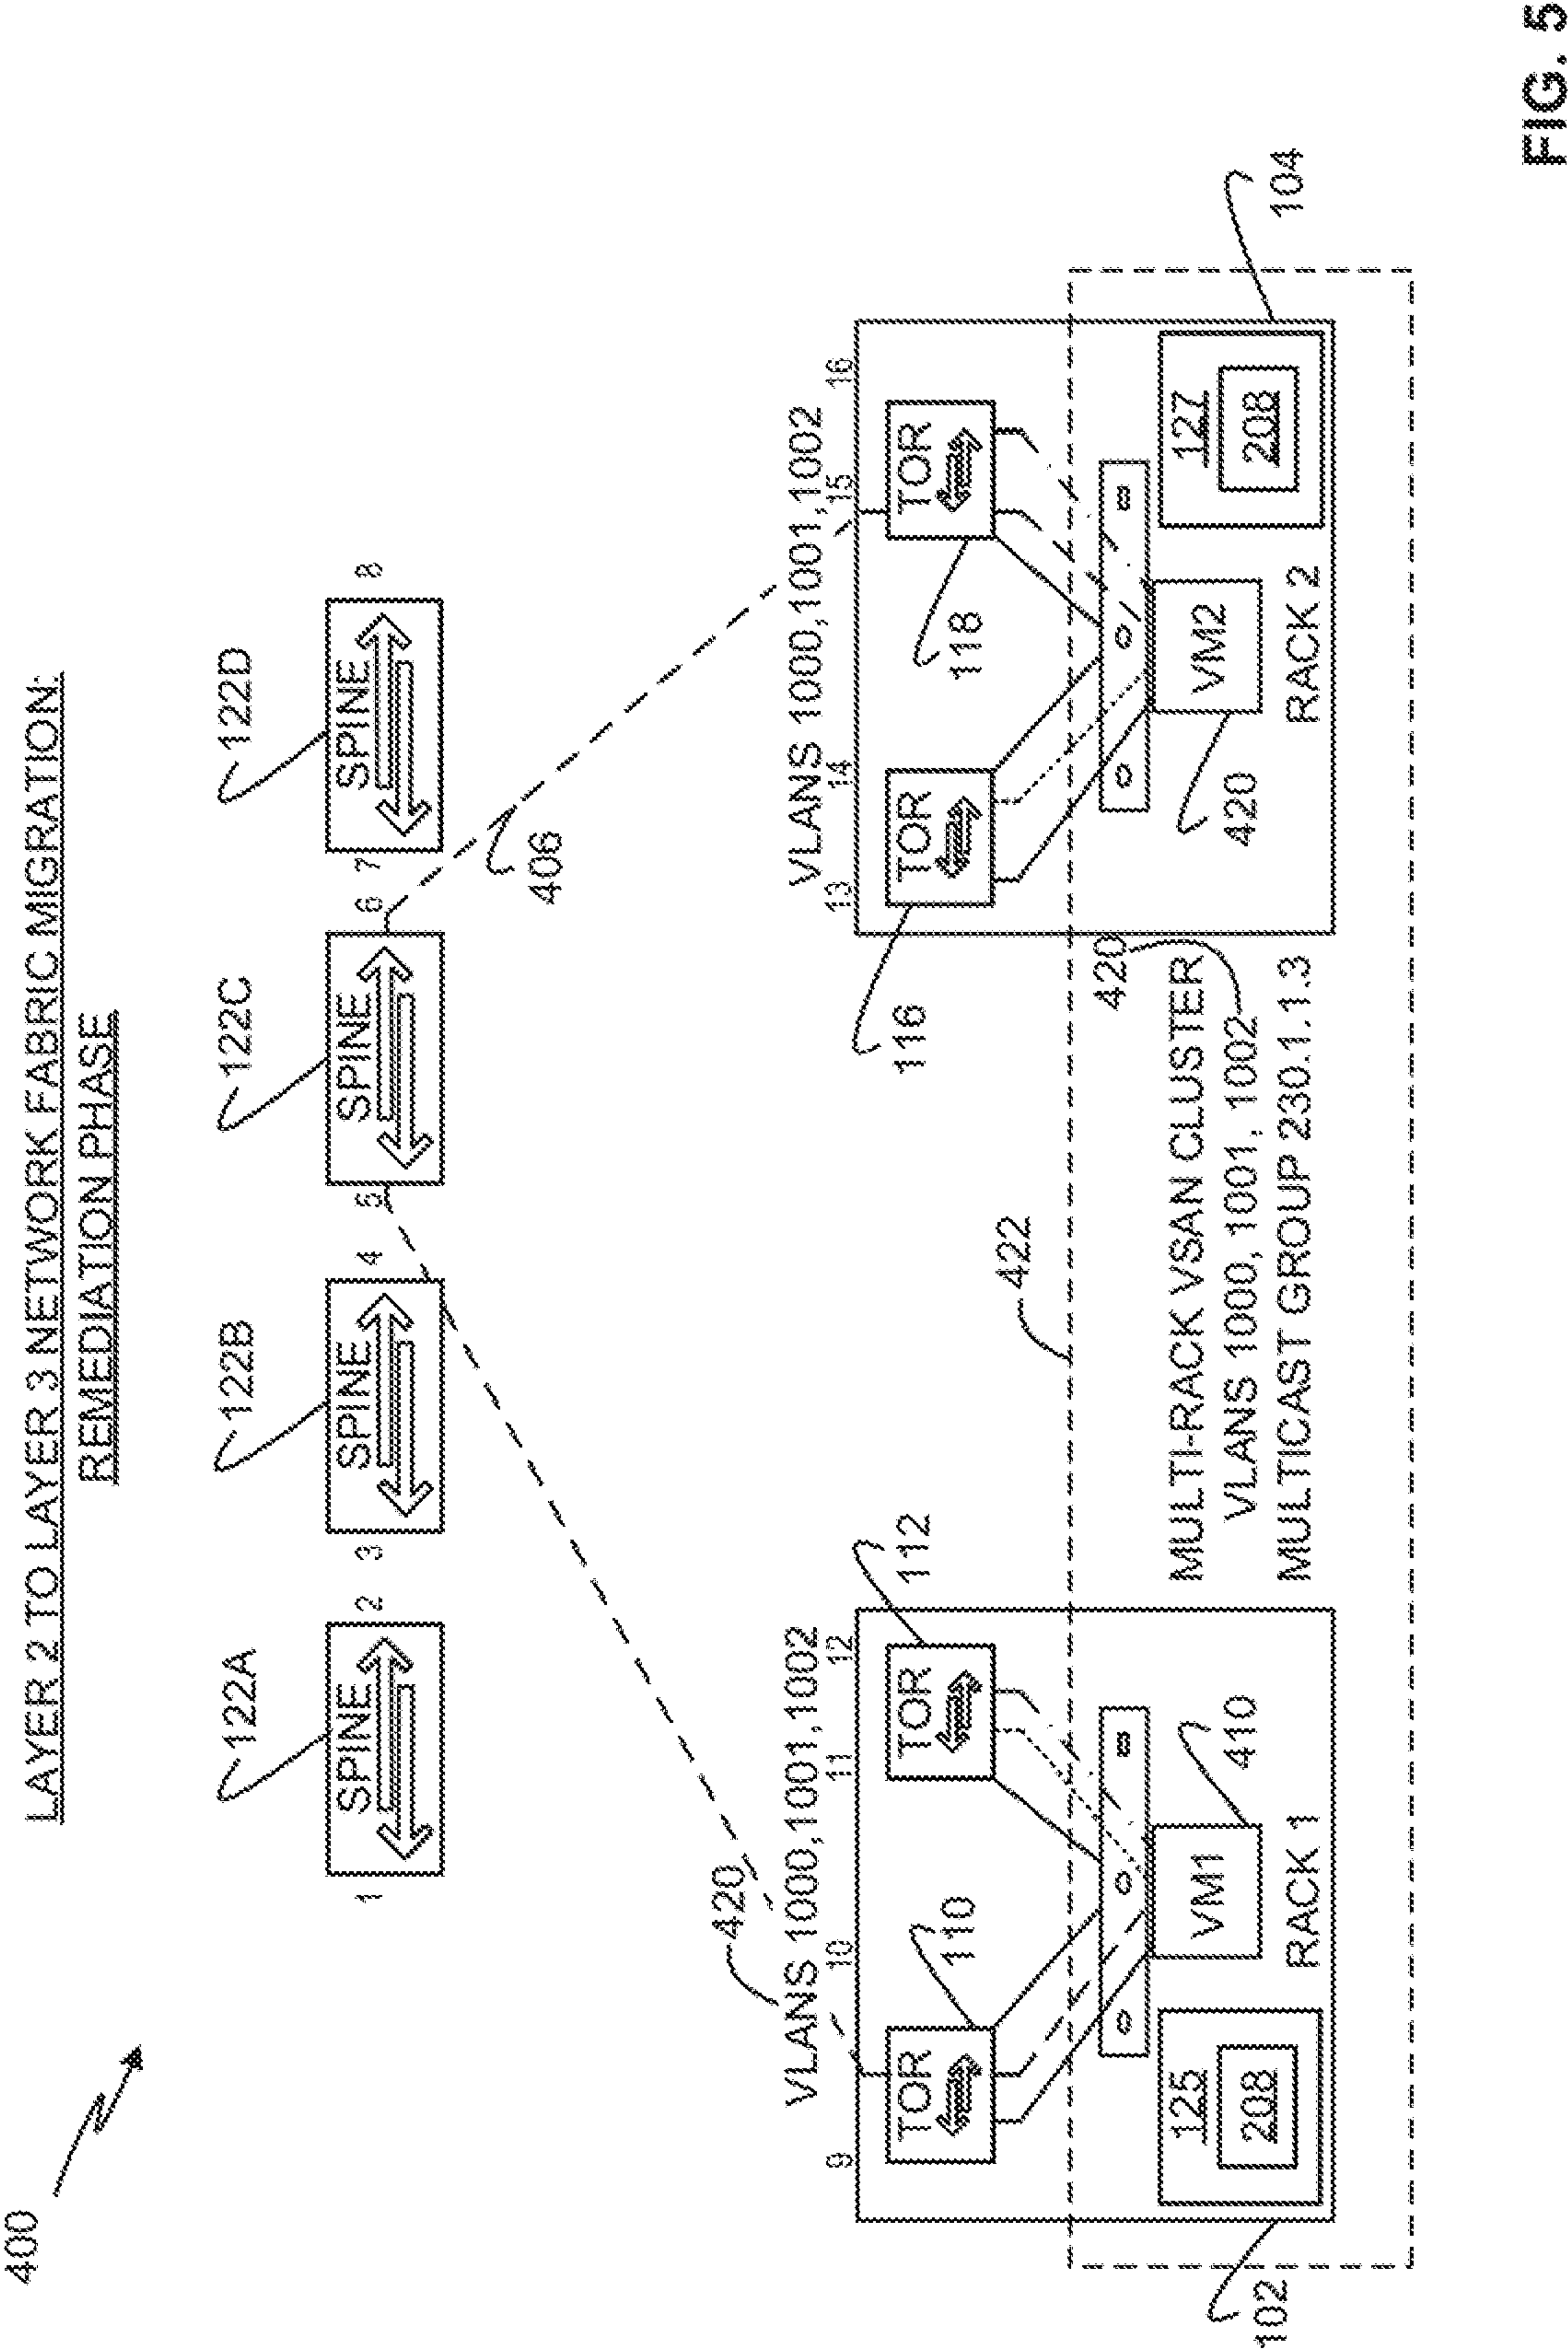 LAYER 2 TO LAYER 3 NETWORK FABRIC MIGRATION:
REMEDIATION PHASE
400
122A
122B
122C
122D
SPINE
SPINE
SPINE
SPINE
1
2
3
4
5
6
7
8
406
420
VLANS 1000,1001,1002
VLANS 1000,1001,1002
9
10
11
12
13
14
15
16
TOR
TOR
TOR
TOR
110
112
116
118
422
420
MULTI-RACK VSAN CLUSTER
VLANS 1000, 1001, 1002
MULTICAST GROUP 230.1.1.3
125
208
VM1
410
RACK 1
102
420
VM2
RACK 2
127
208
104
FIG. 5